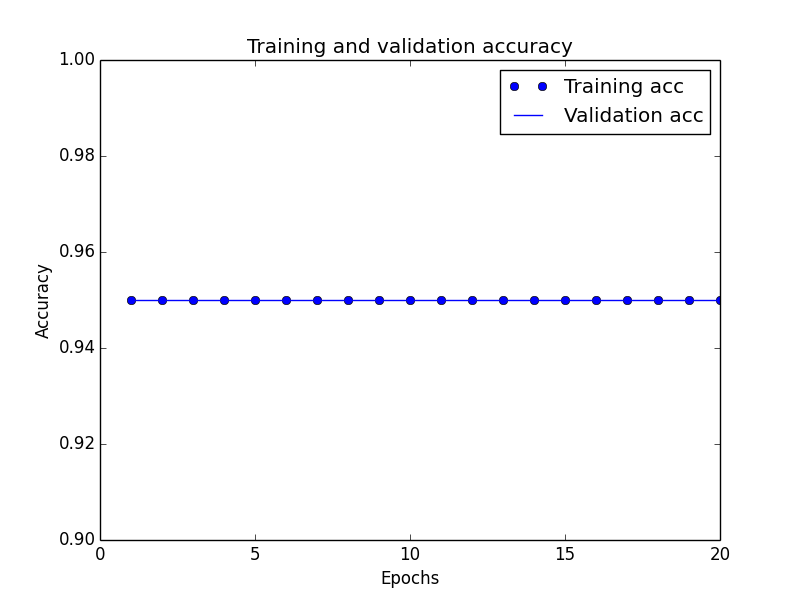 Training and validation accuracy
1.00
Training acc
Validation acc
0.98
0.96
0.94
0.92
0.90
Accuracy
0
5
10
15
20
Epochs